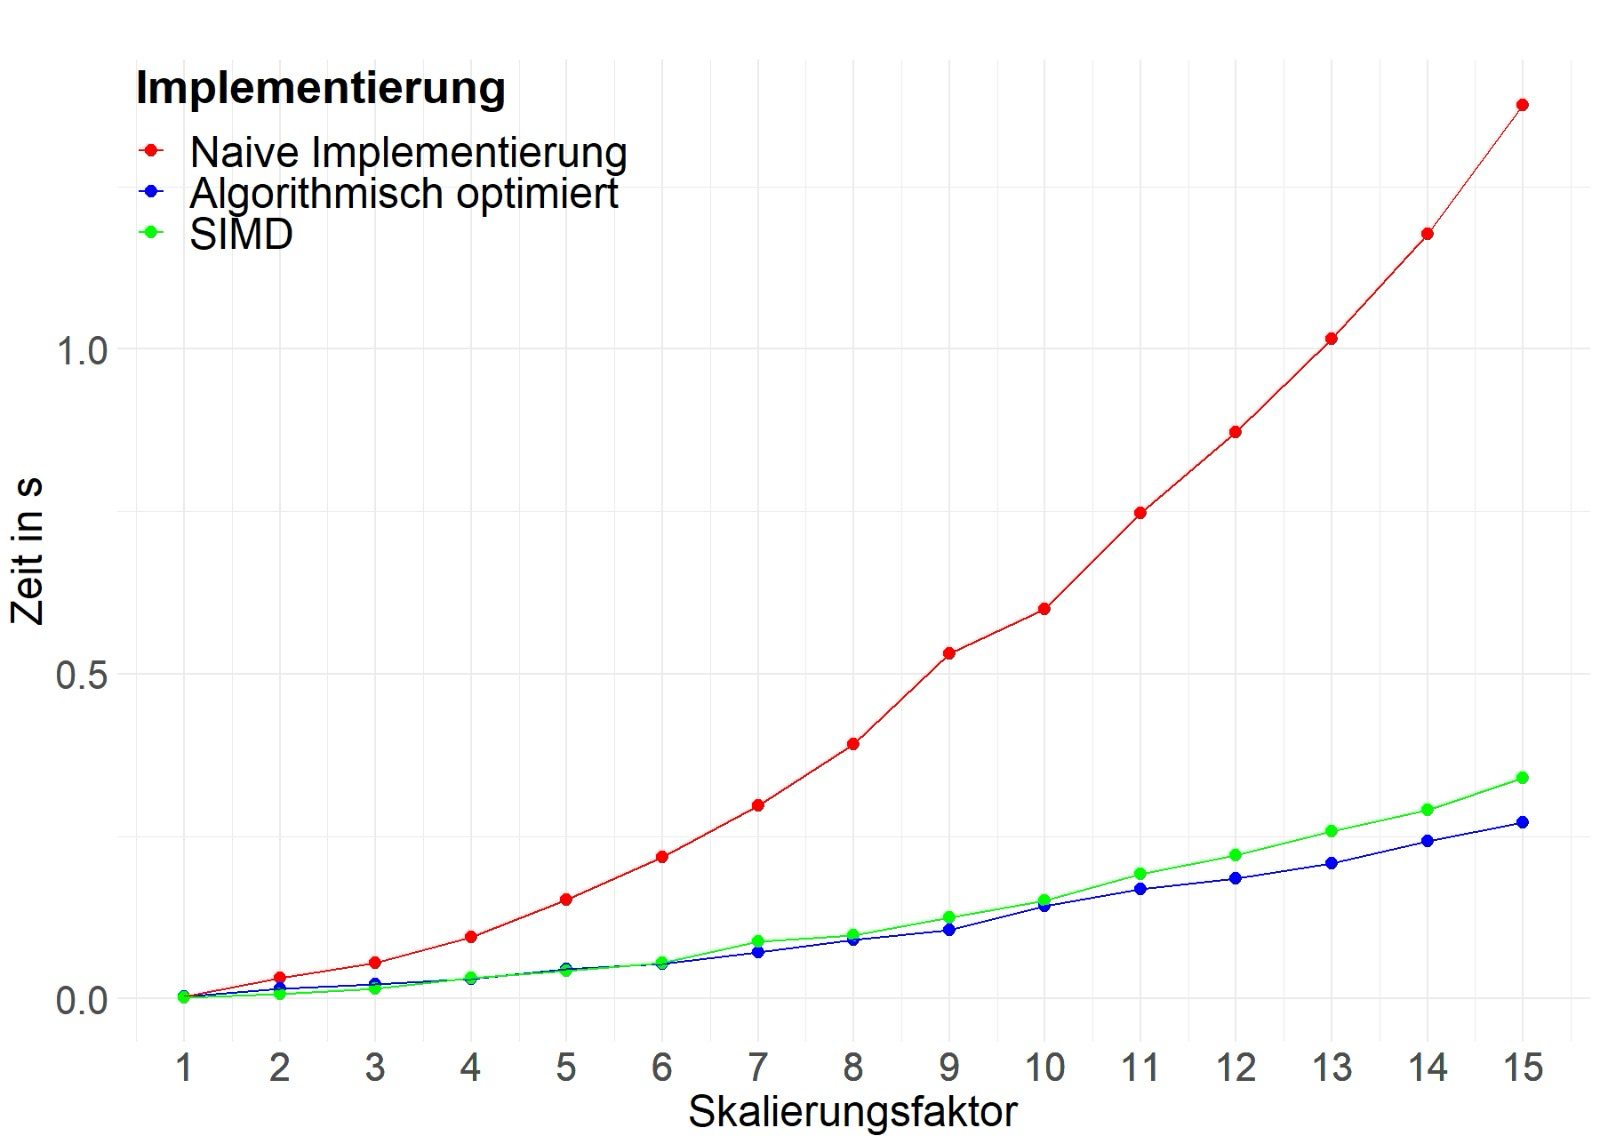 Implementierung
Naive Implementierung
Algorithmisch optimiert
SIMD
1.0
0.5
0.0
Zeit in s
1 2 3 4 5 6 7 8 9 10 11 12 13 14 15
Skalierungsfaktor